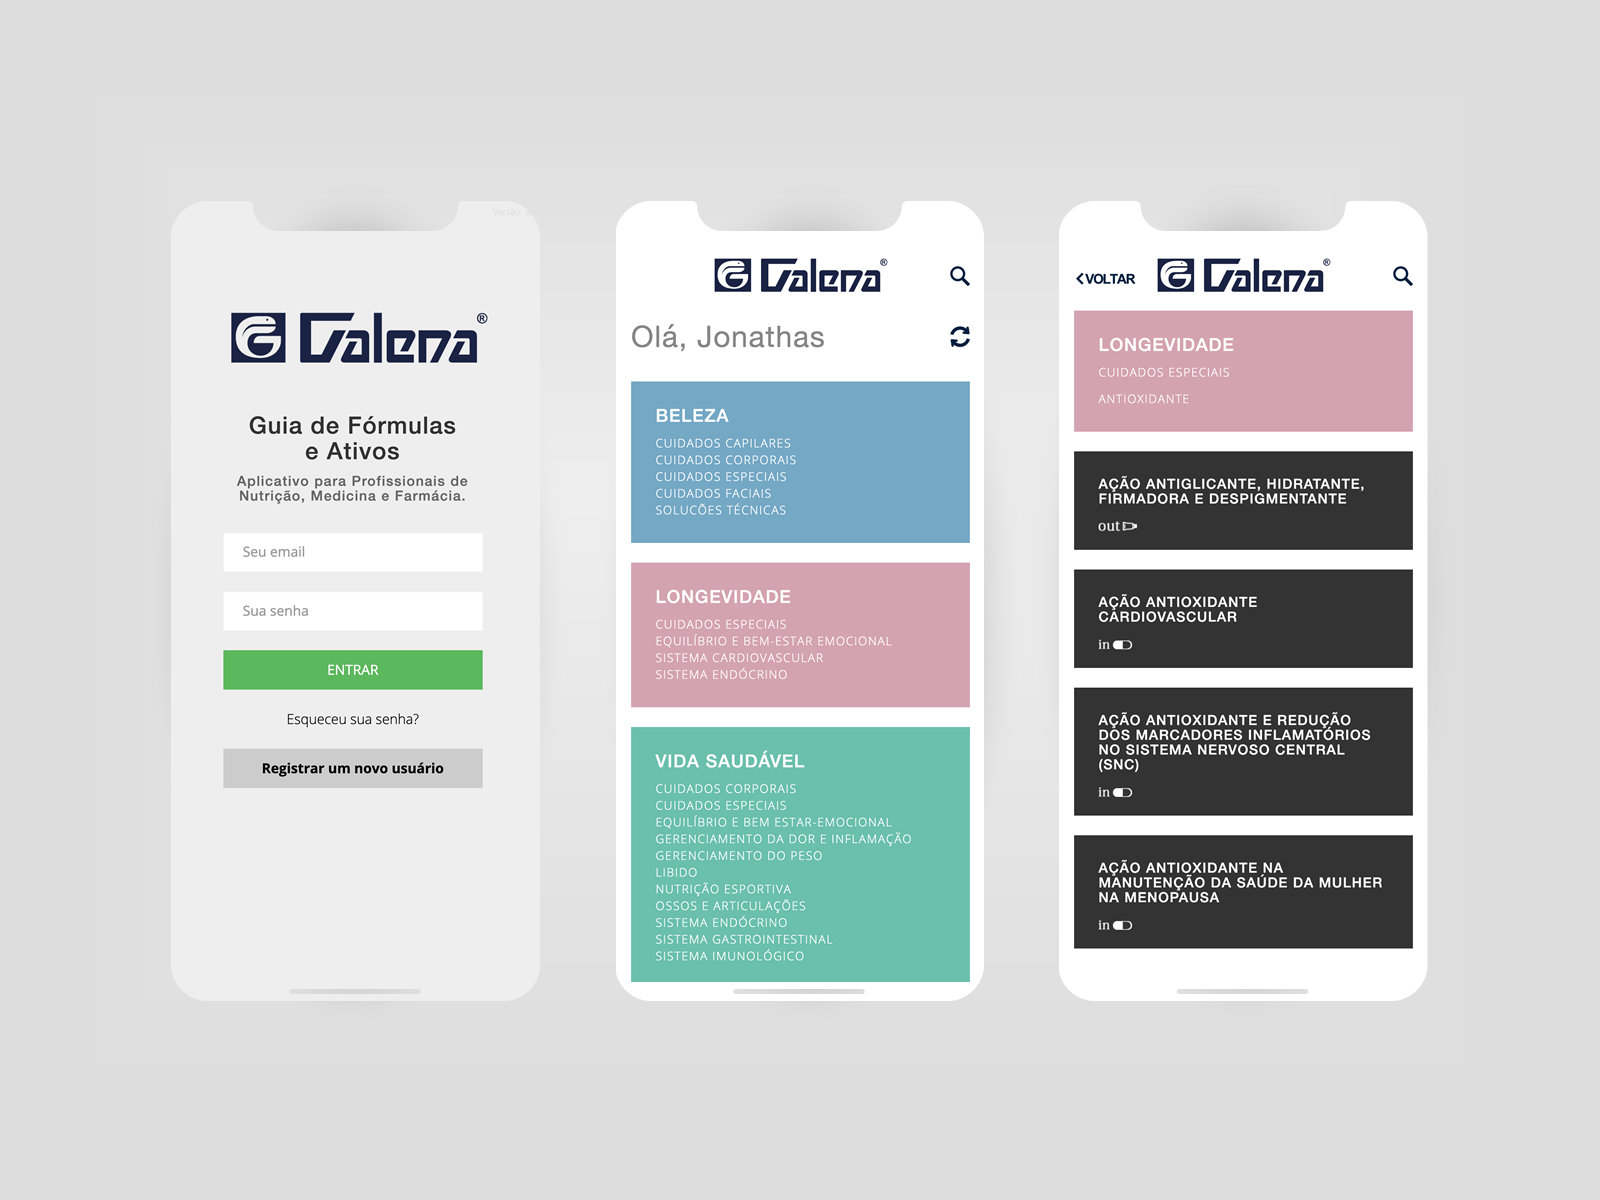 Versão:
Galena®
Guia de Fórmulas
e Ativos
Aplicativo para Profissionais de
Nutrição, Medicina e Farmácia.
Seu email
Sua senha
ENTRAR
Esqueceu sua senha?
Registrar um novo usuário
Galena®
Olá, Jonathas
BELEZA
CUIDADOS CAPILARES
CUIDADOS CORPORAIS
CUIDADOS ESPECIAIS
CUIDADOS FACIAIS
SOLUCÕES TÉCNICAS
LONGEVIDADE
CUIDADOS ESPECIAIS
EQUILÍBRIO E BEM-ESTAR EMOCIONAL
SISTEMA CARDIOVASCULAR
SISTEMA ENDÓCRINO
VIDA SAUDÁVEL
CUIDADOS CORPORAIS
CUIDADOS ESPECIAIS
EQUILÍBRIO E BEM ESTAR-EMOCIONAL
GERENCIAMENTO DA DOR E INFLAMAÇÃO
GERENCIAMENTO DO PESO
LIBIDO
NUTRIÇÃO ESPORTIVA
OSSOS E ARTICULAÇÕES
SISTEMA ENDÓCRINO
SISTEMA GASTROINTESTINAL
SISTEMA IMUNOLÓGICO
VOLTAR
Galena®
LONGEVIDADE
CUIDADOS ESPECIAIS
ANTIOXIDANTE
AÇÃO ANTIGLICANTE, HIDRATANTE,
FIRMADORA E DESPIGMENTANTE
out
AÇÃO ANTIOXIDANTE
CARDIOVASCULAR
in
AÇÃO ANTIOXIDANTE E REDUÇÃO
DOS MARCADORES INFLAMATÓRIOS
NO SISTEMA NERVOSO CENTRAL
(SNC)
in
AÇÃO ANTIOXIDANTE NA
MANUTENÇÃO DA SAÚDE DA MULHER
NA MENOPAUSA
in